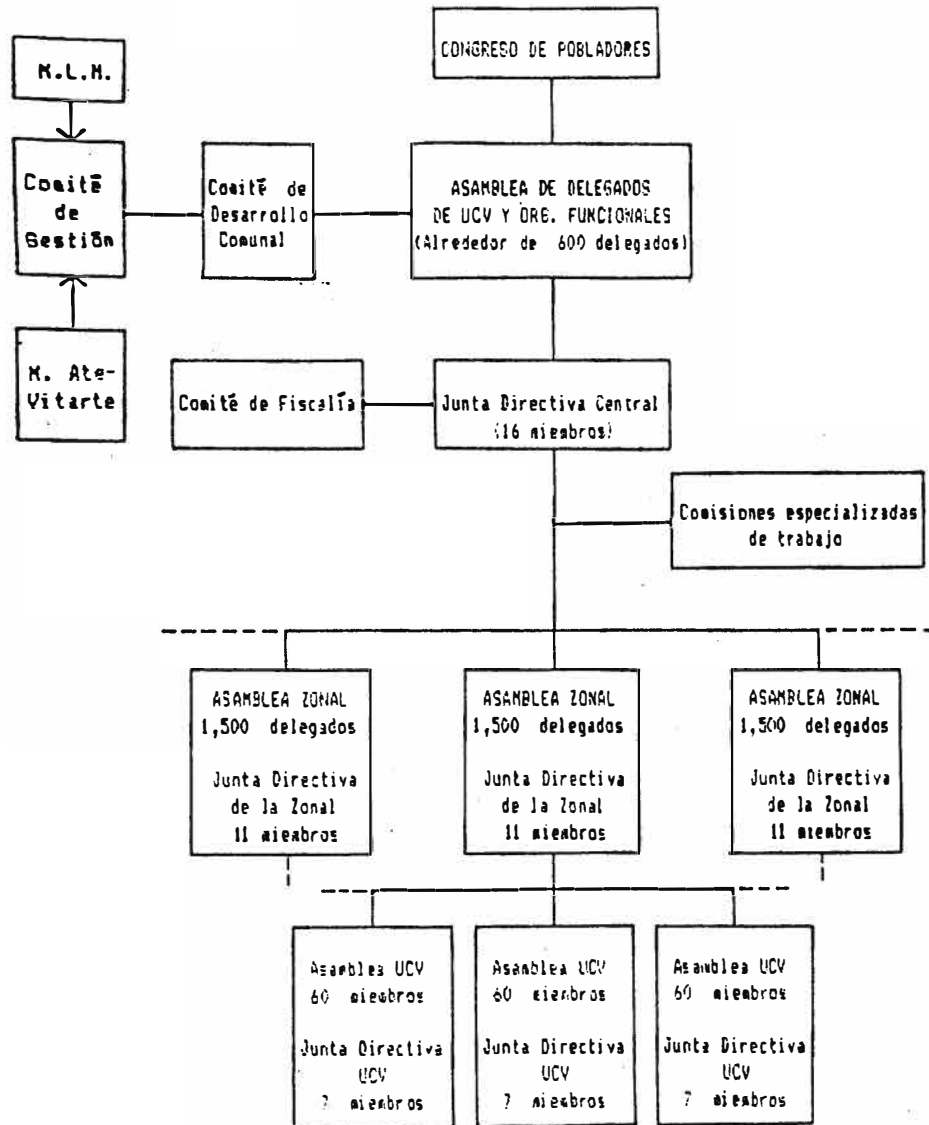 CONGRESO DE POBLADORES
M.L.M.
Comité
de
Gestión
Comité de
Desarrollo
Comunal
ASAMBLEA DE DELEGADOS
DE UCV Y ORG. FUNCIONALES
(Alrededor de 600 delegados)
M. Ate-
Vitarte
Comité de Fiscalía
Junta Directiva Central
(16 miembros)
Comisiones especializadas
de trabajo
ASAMBLEA ZONAL
1,500 delegados
Junta Directiva
de la Zonal
11 miembros
ASAMBLEA ZONAL
1,500 delegados
Junta Directiva
de la Zonal
11 miembros
ASAMBLEA ZONAL
1,500 delegados
Junta Directiva
de la Zonal
11 miembros
Asamblea UCV
60 miembros
Junta Directiva
UCV
7 miembros
Asamblea UCV
60 miembros
Junta Directiva
UCV
7 miembros
Asamblea UCV
60 miembros
Junta Directiva
UCV
7 miembros